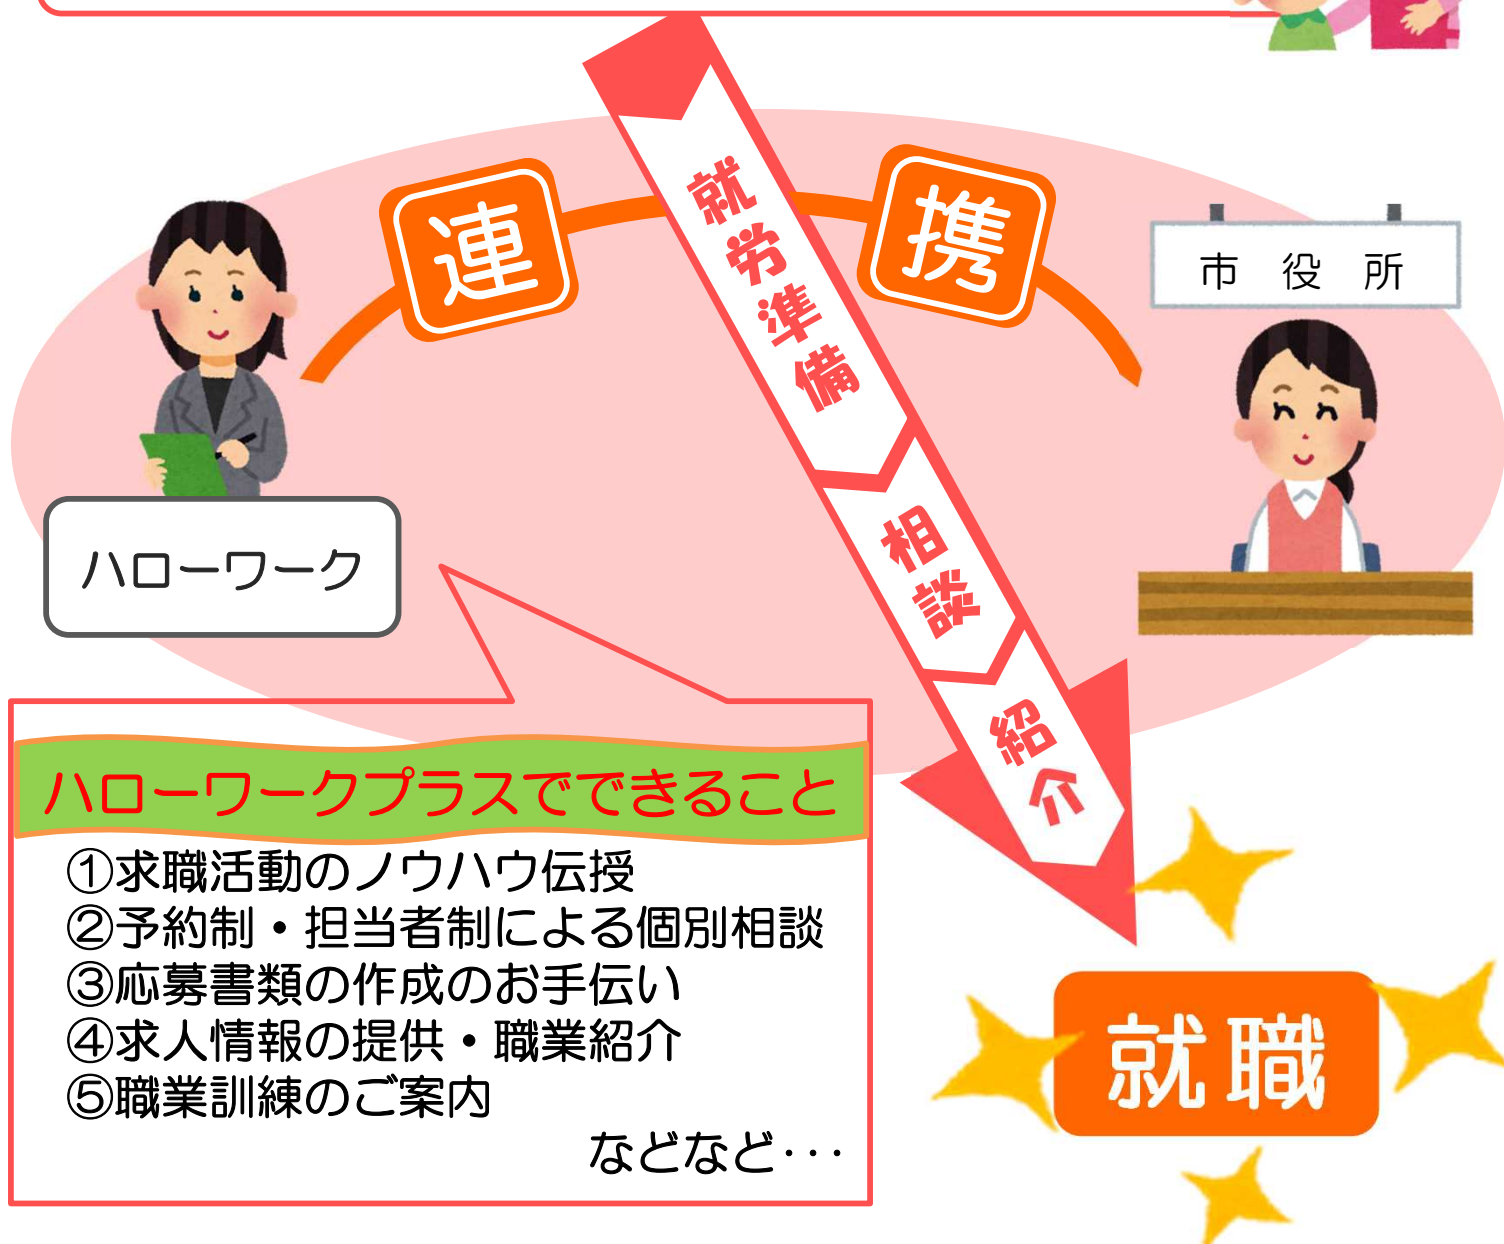 連携
就労準備
相談
紹介
市役所
ハローワーク
ハローワークプラスでできること
①求職活動のノウハウ伝授
②予約制・担当者制による個別相談
③応募書類の作成のお手伝い
④求人情報の提供・職業紹介
⑤職業訓練のご案内
などなど･･･
就職